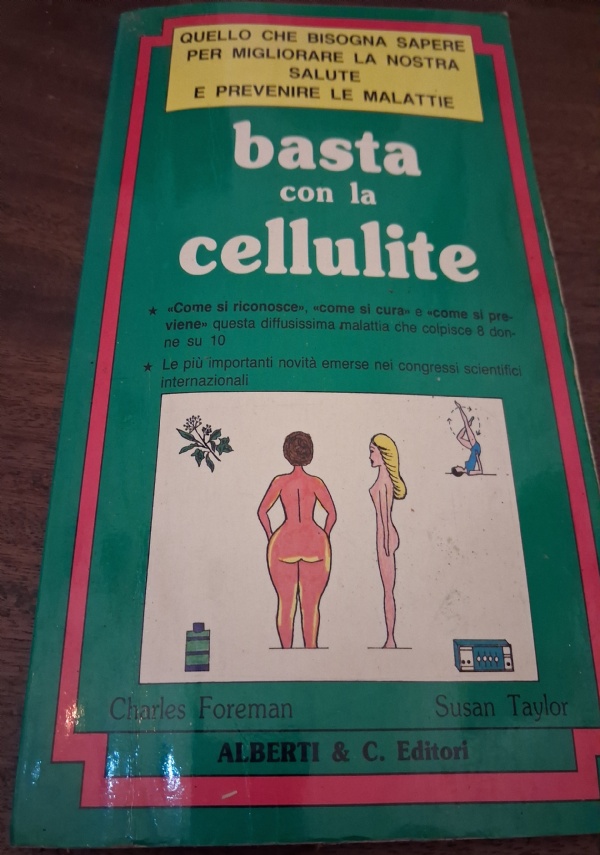 QUELLO CHE BISOGNA SAPERE
PER MIGLIORARE LA NOSTRA
SALUTE
E PREVENIRE LE MALATTIE
basta
con la
cellulite
★ «Come si riconosce», «come si cura» e «come si pre-
viene» questa diffusissima malattia che colpisce 8 don-
ne su 10
★ Le più importanti novità emerse nei congressi scientifici
internazionali
Charles Foreman Susan Taylor
ALBERTI & C. Editori